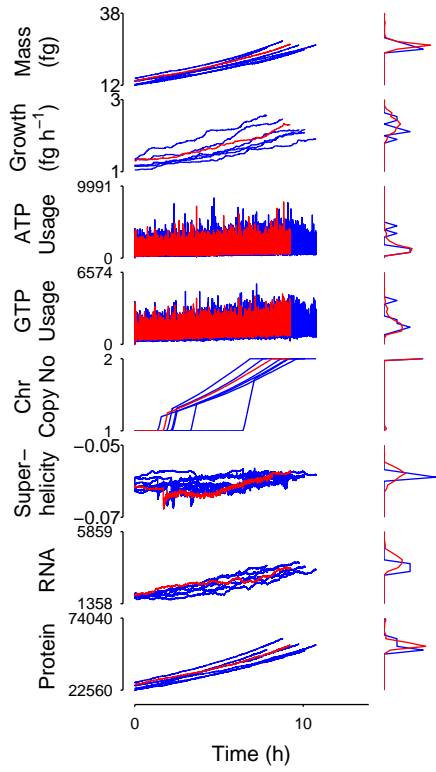 38
Mass
(fg)
12
3
Growth
(fg h⁻¹)
1
9991
ATP
Usage
0
6574
GTP
Usage
0
2
Chr
Copy No
1
−0.05
Super−
helicity
−0.07
5859
RNA
1358
74040
Protein
22560
0 10
Time (h)